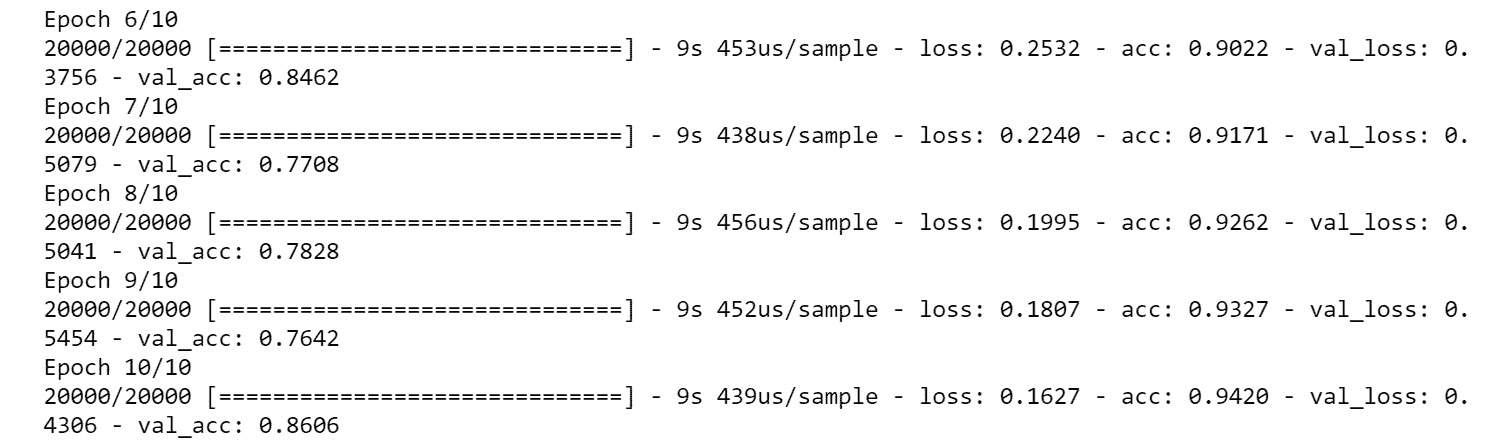 Epoch 6/10
20000/20000 [==============================] - 9s 453us/sample - loss: 0.2532 - acc: 0.9022 - val_loss: 0.
3756 - val_acc: 0.8462
Epoch 7/10
20000/20000 [==============================] - 9s 438us/sample - loss: 0.2240 - acc: 0.9171 - val_loss: 0.
5079 - val_acc: 0.7708
Epoch 8/10
20000/20000 [==============================] - 9s 456us/sample - loss: 0.1995 - acc: 0.9262 - val_loss: 0.
5041 - val_acc: 0.7828
Epoch 9/10
20000/20000 [==============================] - 9s 452us/sample - loss: 0.1807 - acc: 0.9327 - val_loss: 0.
5454 - val_acc: 0.7642
Epoch 10/10
20000/20000 [==============================] - 9s 439us/sample - loss: 0.1627 - acc: 0.9420 - val_loss: 0.
4306 - val_acc: 0.8606